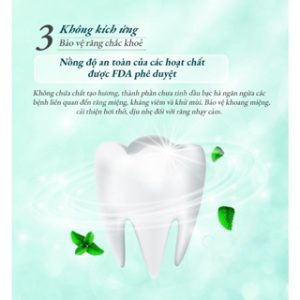 3 Không kích ứng
Bảo vệ răng chắc khoẻ
Nồng độ an toàn của các hoạt chất
được FDA phê duyệt
Không chứa chất tạo hương, thành phần chứa tinh dầu bạc hà ngăn ngừa các
bệnh liên quan đến răng miệng, kháng viêm và khử mùi. Bảo vệ khoang miệng,
cải thiện hơi thở, dịu nhẹ đối với răng nhạy cảm.